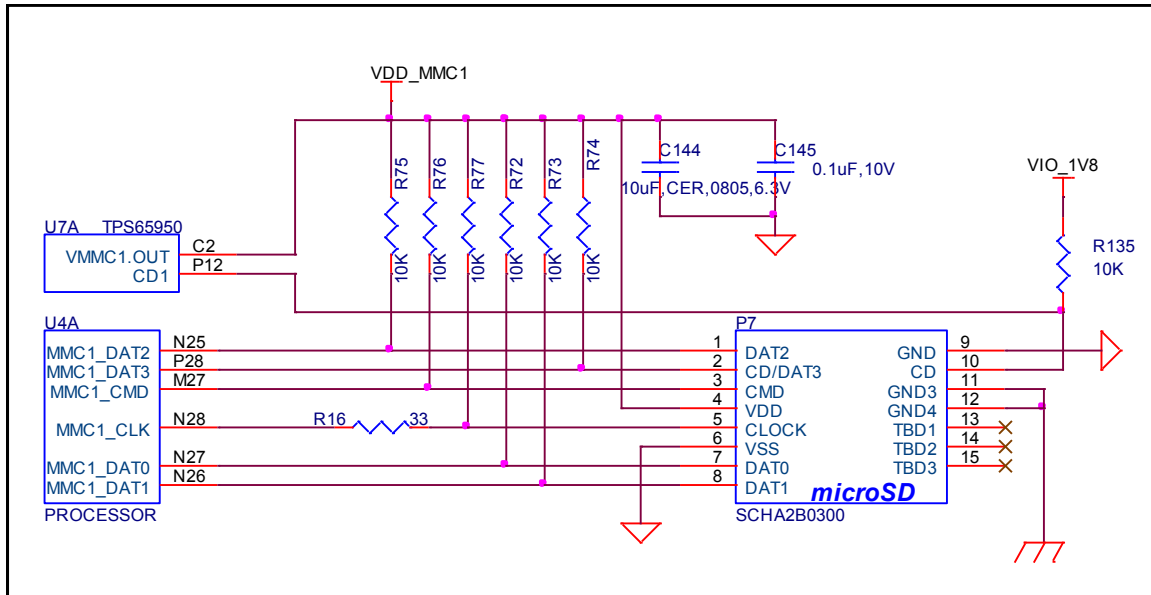 VDD_MMC1
R75
R76
R77
R72
R73
R74
10K
10K
10K
10K
10K
10K
C144
10uF,CER,0805,6.3V
C145
0.1uF,10V
VIO_1V8
R135
10K
U7A TPS65950
VMMC1.OUT C2
CD1 P12
U4A
MMC1_DAT2 N25
MMC1_DAT3 P28
MMC1_CMD M27
MMC1_CLK N28
MMC1_DAT0 N27
MMC1_DAT1 N26
PROCESSOR
R16 33
P7
1 DAT2
2 CD/DAT3
3 CMD
4 VDD
5 CLOCK
6 VSS
7 DAT0
8 DAT1
GND 9
CD 10
GND3 11
GND4 12
TBD1 13
TBD2 14
TBD3 15
microSD
SCHA2B0300